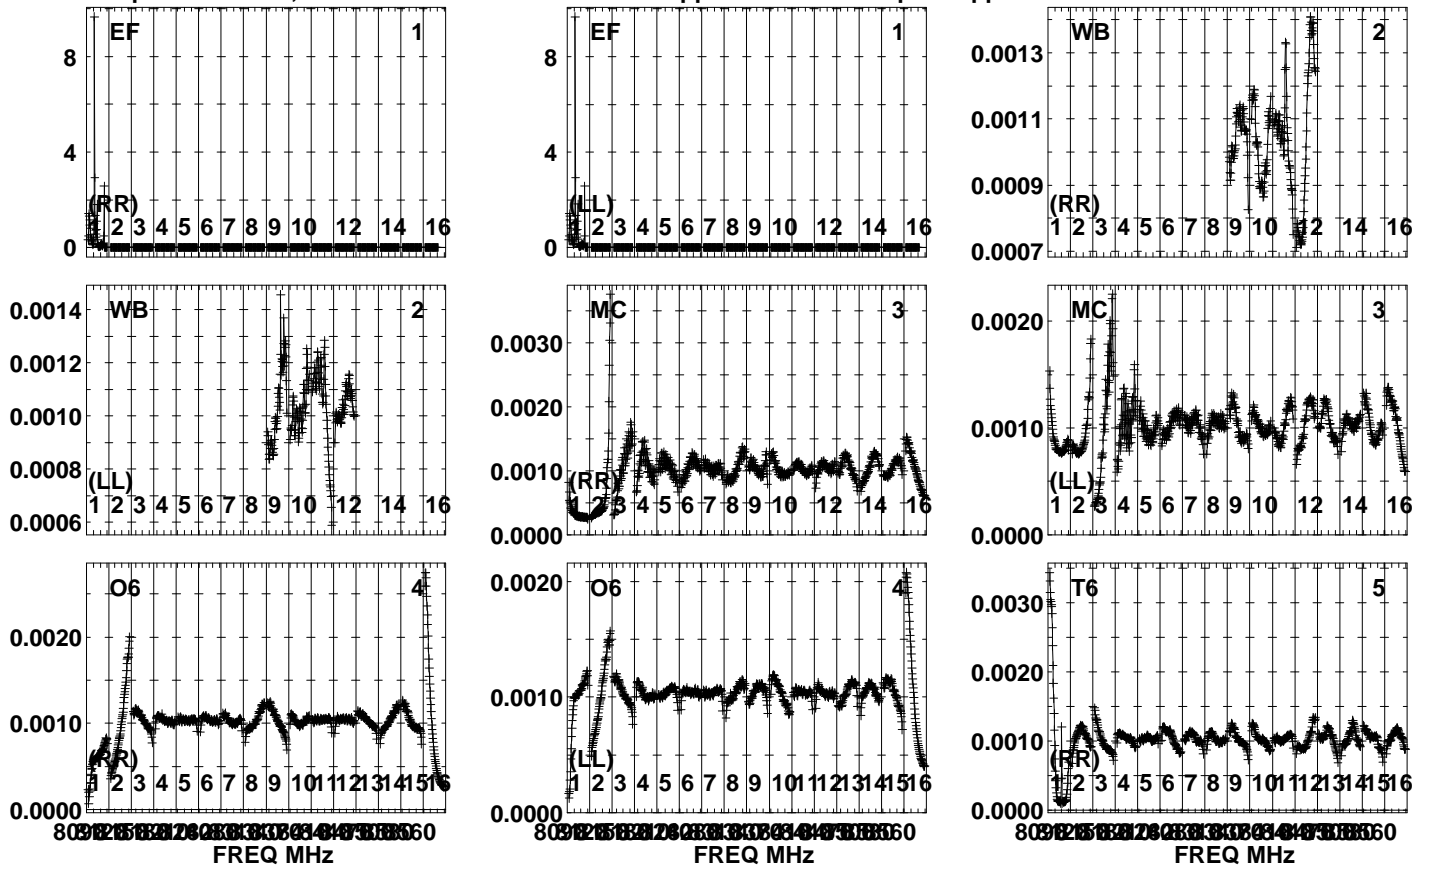 EF 1
8
4
0
(RR)
2 3 4 5 6 7 8 9 10 12 14 16
EF 1
8
4
0
(LL)
2 3 4 5 6 7 8 9 10 12 14 16
WB 2
0.0013
0.0011
0.0009
0.0007
(RR)
1 2 3 4 5 6 7 8 9 10 12 14 16
WB 2
0.0014
0.0012
0.0010
0.0008
0.0006
(LL)
1 2 3 4 5 6 7 8 9 10 12 14 16
MC 3
0.0030
0.0020
0.0010
0.0000
(RR)
1 2 3 4 5 6 7 8 9 10 12 14 16
MC 3
0.0020
0.0010
0.0000
(LL)
1 2 3 4 5 6 7 8 9 10 12 14 16
O6 4
0.0020
0.0010
0.0000
(RR)
1 2 3 4 5 6 7 8 9 10 11 12 13 14 15 16
FREQ MHz
O6 4
0.0020
0.0010
0.0000
(LL)
1 2 3 4 5 6 7 8 9 10 11 12 13 14 15 16
T6 5
0.0030
0.0020
0.0010
0.0000
(RR)
2 3 4 5 6 7 8 9 10 11 12 13 14 15 16
FREQ MHz